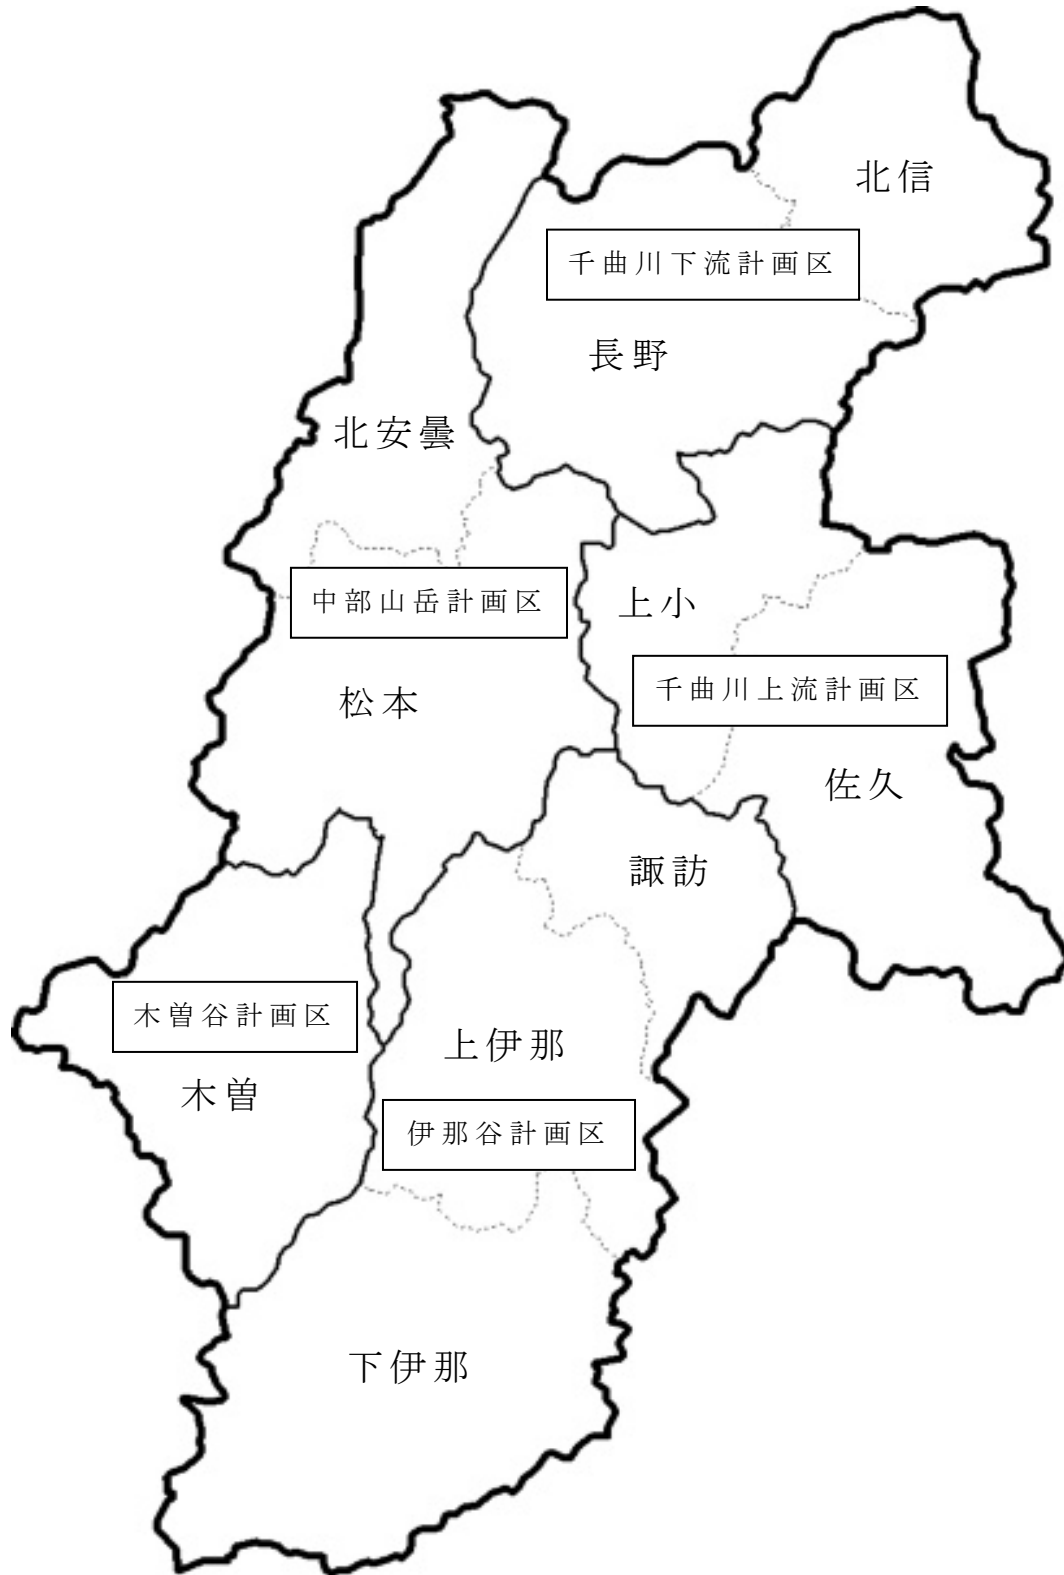 北信
千曲川下流計画区
長野
北安曇
中部山岳計画区
上小
千曲川上流計画区
松本
佐久
諏訪
木曽谷計画区
上伊那
木曽
伊那谷計画区
下伊那